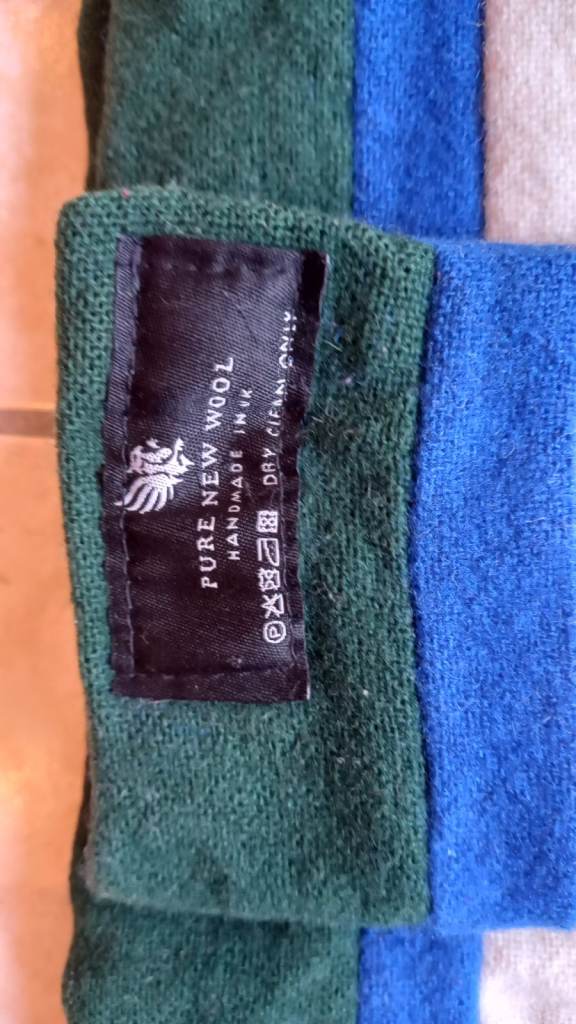 PURE NEW WOOL
HANDMADE IN UK
P DRY CLEAN ONLY